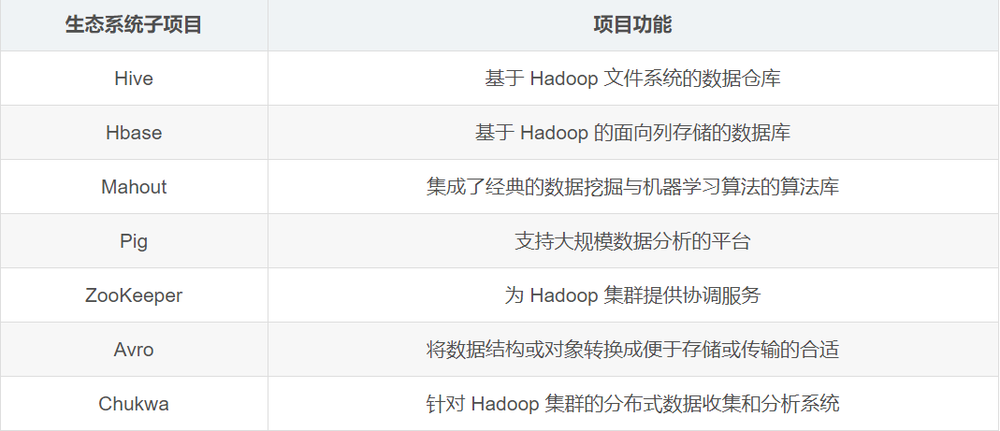 生态系统子项目 项目功能
Hive 基于 Hadoop 文件系统的数据仓库
Hbase 基于 Hadoop 的面向列存储的数据库
Mahout 集成了经典的数据挖掘与机器学习算法的算法库
Pig 支持大规模数据分析的平台
ZooKeeper 为 Hadoop 集群提供协调服务
Avro 将数据结构或对象转换成便于存储或传输的合适
Chukwa 针对 Hadoop 集群的分布式数据收集和分析系统